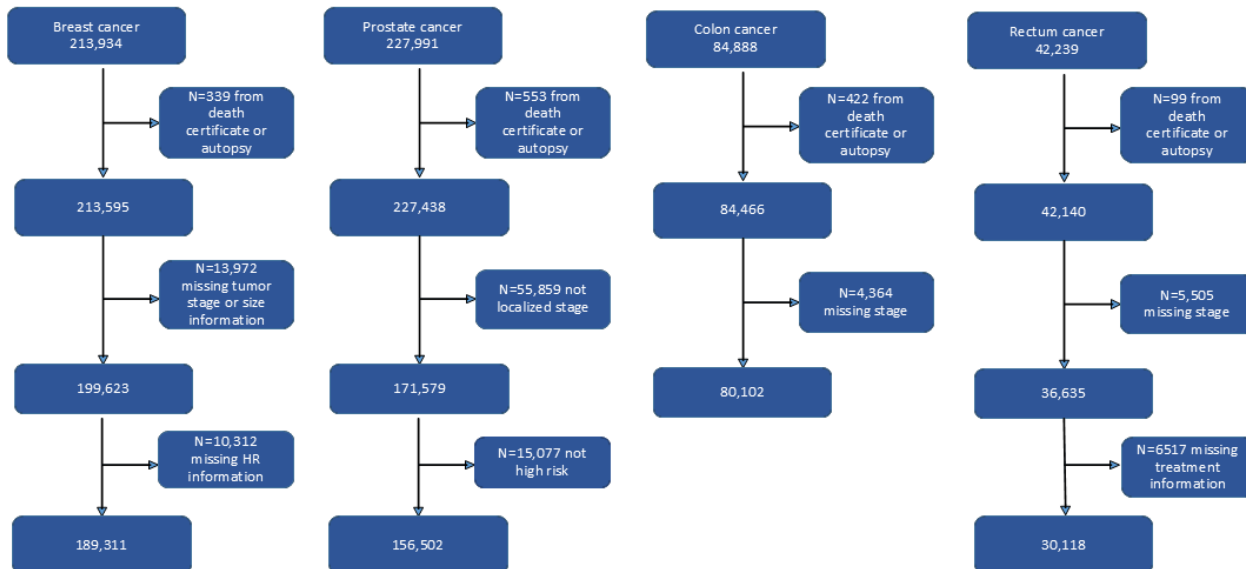 Breast cancer
213,934
N=339 from
death
certificate or
autopsy
213,595
N=13,972
missing tumor
stage or size
information
199,623
N=10,312
missing HR
information
189,311
Prostate cancer
227,991
N=553 from
death
certificate or
autopsy
227,438
N=55,859 not
localized stage
171,579
N=15,077 not
high risk
156,502
Colon cancer
84,888
N=422 from
death
certificate or
autopsy
84,466
N=4,364
missing stage
80,102
Rectum cancer
42,239
N=99 from
death
certificate or
autopsy
42,140
N=5,505
missing stage
36,635
N=6517 missing
treatment
information
30,118